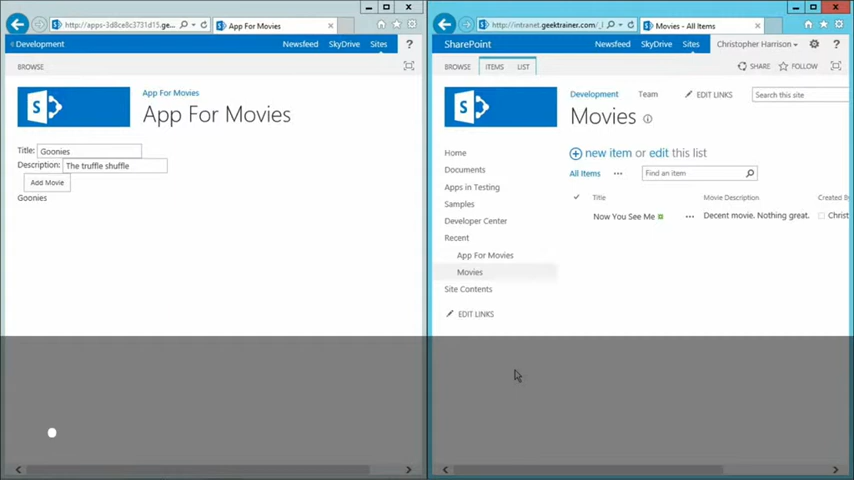 http://apps-3d8ce8c3731d15.ge...
App For Movies
Development
Newsfeed
SkyDrive
Sites
?
BROWSE
App For Movies
App For Movies
Title: Goonies
Description: The truffle shuffle
Add Movie
Goonies
http://intranet.geektrainer.com/_l
Movies - All Items
SharePoint
Newsfeed
SkyDrive
Sites
Christopher Harrison
?
BROWSE
ITEMS
LIST
SHARE
FOLLOW
Development
Team
EDIT LINKS
Search this site
Movies
Home
Documents
Apps in Testing
Samples
Developer Center
Recent
App For Movies
Movies
Site Contents
EDIT LINKS
new item or edit this list
All Items
Find an item
Title
Movie Description
Created By
Now You See Me
Decent movie. Nothing great.
Christ